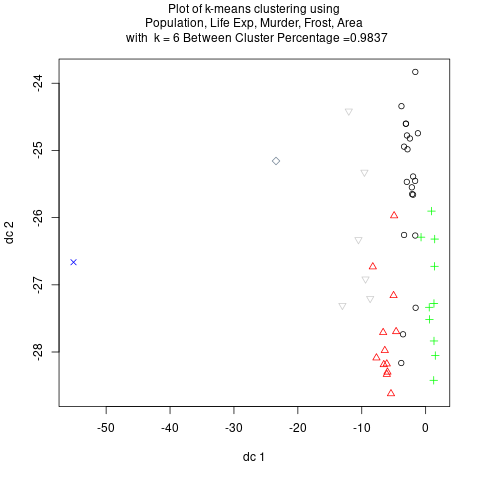 Plot of k-means clustering using
Population, Life Exp, Murder, Frost, Area
with k = 6 Between Cluster Percentage =0.9837
-24
-25
-26
-27
-28
dc 2
-50
-40
-30
-20
-10
0
dc 1